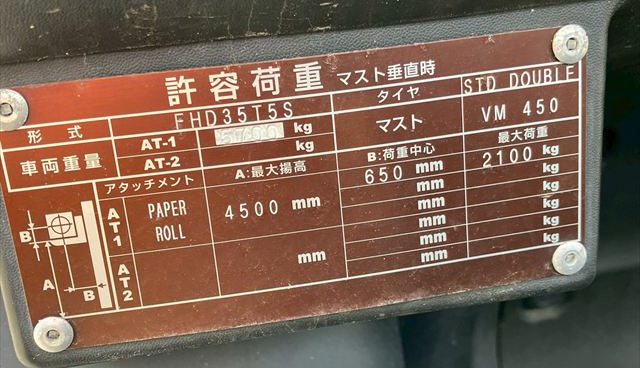 許容荷重 マスト垂直時
形式 FHD35T5S タイヤ STD DOUBLE
車両重量 AT-1 kg マスト VM 450
AT-2 kg
アタッチメント A:最大揚高 B:荷重中心 最大荷重
AT1 PAPER ROLL 4500 mm 650 mm 2100 kg
mm kg
mm kg
mm kg
AT2 mm mm kg
mm kg
B
A
B